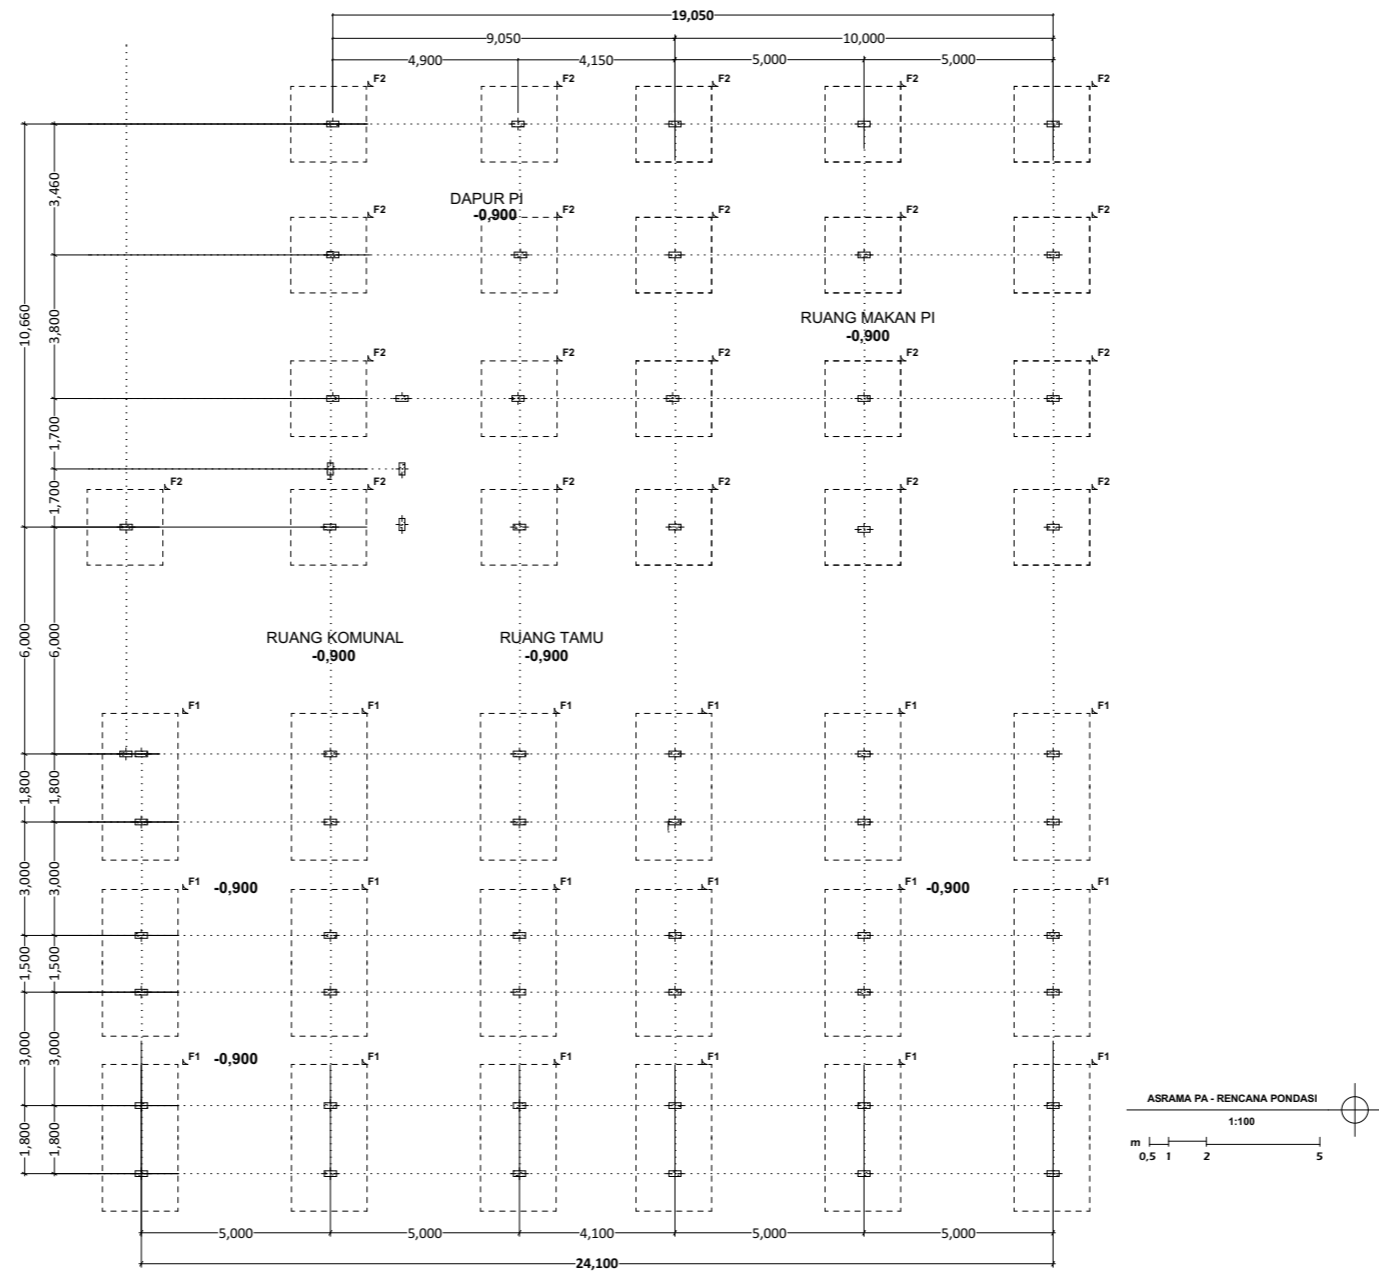 19,050
9,050
10,000
4,900
4,150
5,000
5,000
F2
F2
F2
F2
F2
3,460
DAPUR PI
-0,900
F2
F2
F2
F2
F2
10,660
3,800
RUANG MAKAN PI
-0,900
F2
F2
F2
F2
F2
1,700
1,700
F2
F2
F2
F2
F2
F2
6,000
6,000
RUANG KOMUNAL
-0,900
RUANG TAMU
-0,900
F1
F1
F1
F1
F1
F1
1,800
1,800
3,000
3,000
F1
-0,900
F1
F1
F1
F1
-0,900
F1
1,500
1,500
3,000
3,000
F1
-0,900
F1
F1
F1
F1
F1
1,800
1,800
ASRAMA PA - RENCANA PONDASI
1:100
m
0,5 1 2 5
5,000
5,000
4,100
5,000
5,000
24,100